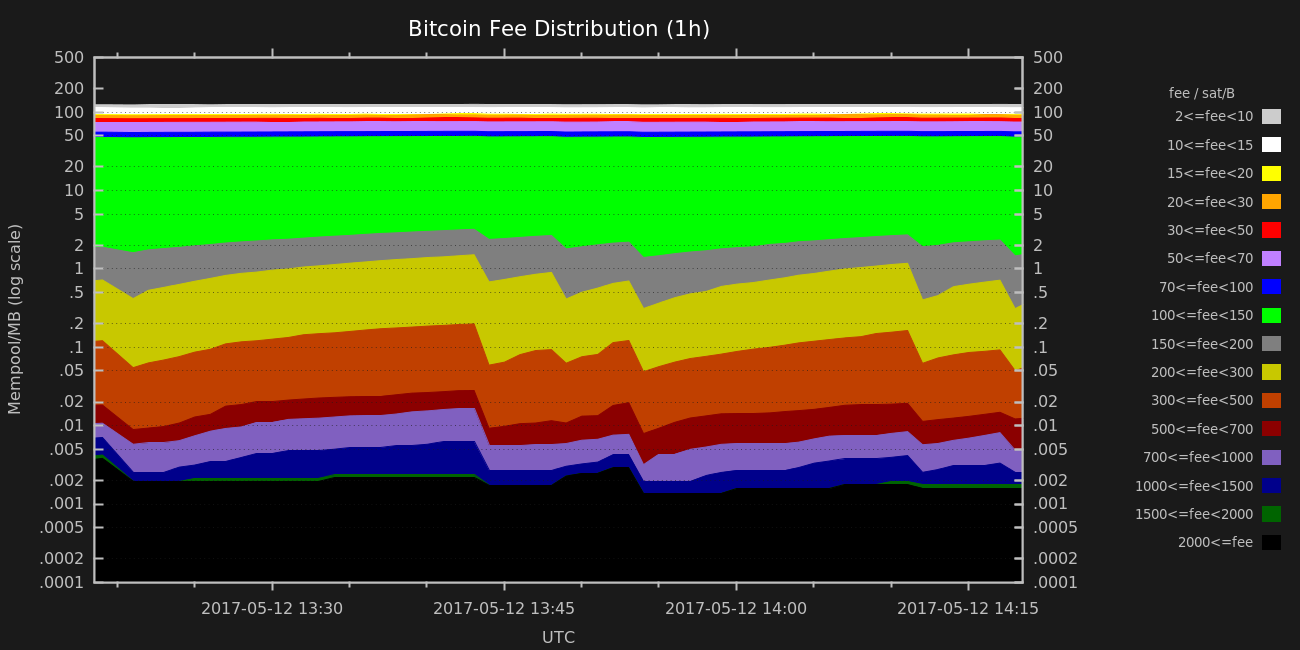 Bitcoin Fee Distribution (1h)
Mempool/MB (log scale)
500
200
100
50
20
10
5
2
1
.5
.2
.1
.05
.02
.01
.005
.002
.001
.0005
.0002
.0001
500
200
100
50
20
10
5
2
1
.5
.2
.1
.05
.02
.01
.005
.002
.001
.0005
.0002
.0001
2017-05-12 13:30 2017-05-12 13:45 2017-05-12 14:00 2017-05-12 14:15
UTC
fee / sat/B
2<=fee<10
10<=fee<15
15<=fee<20
20<=fee<30
30<=fee<50
50<=fee<70
70<=fee<100
100<=fee<150
150<=fee<200
200<=fee<300
300<=fee<500
500<=fee<700
700<=fee<1000
1000<=fee<1500
1500<=fee<2000
2000<=fee